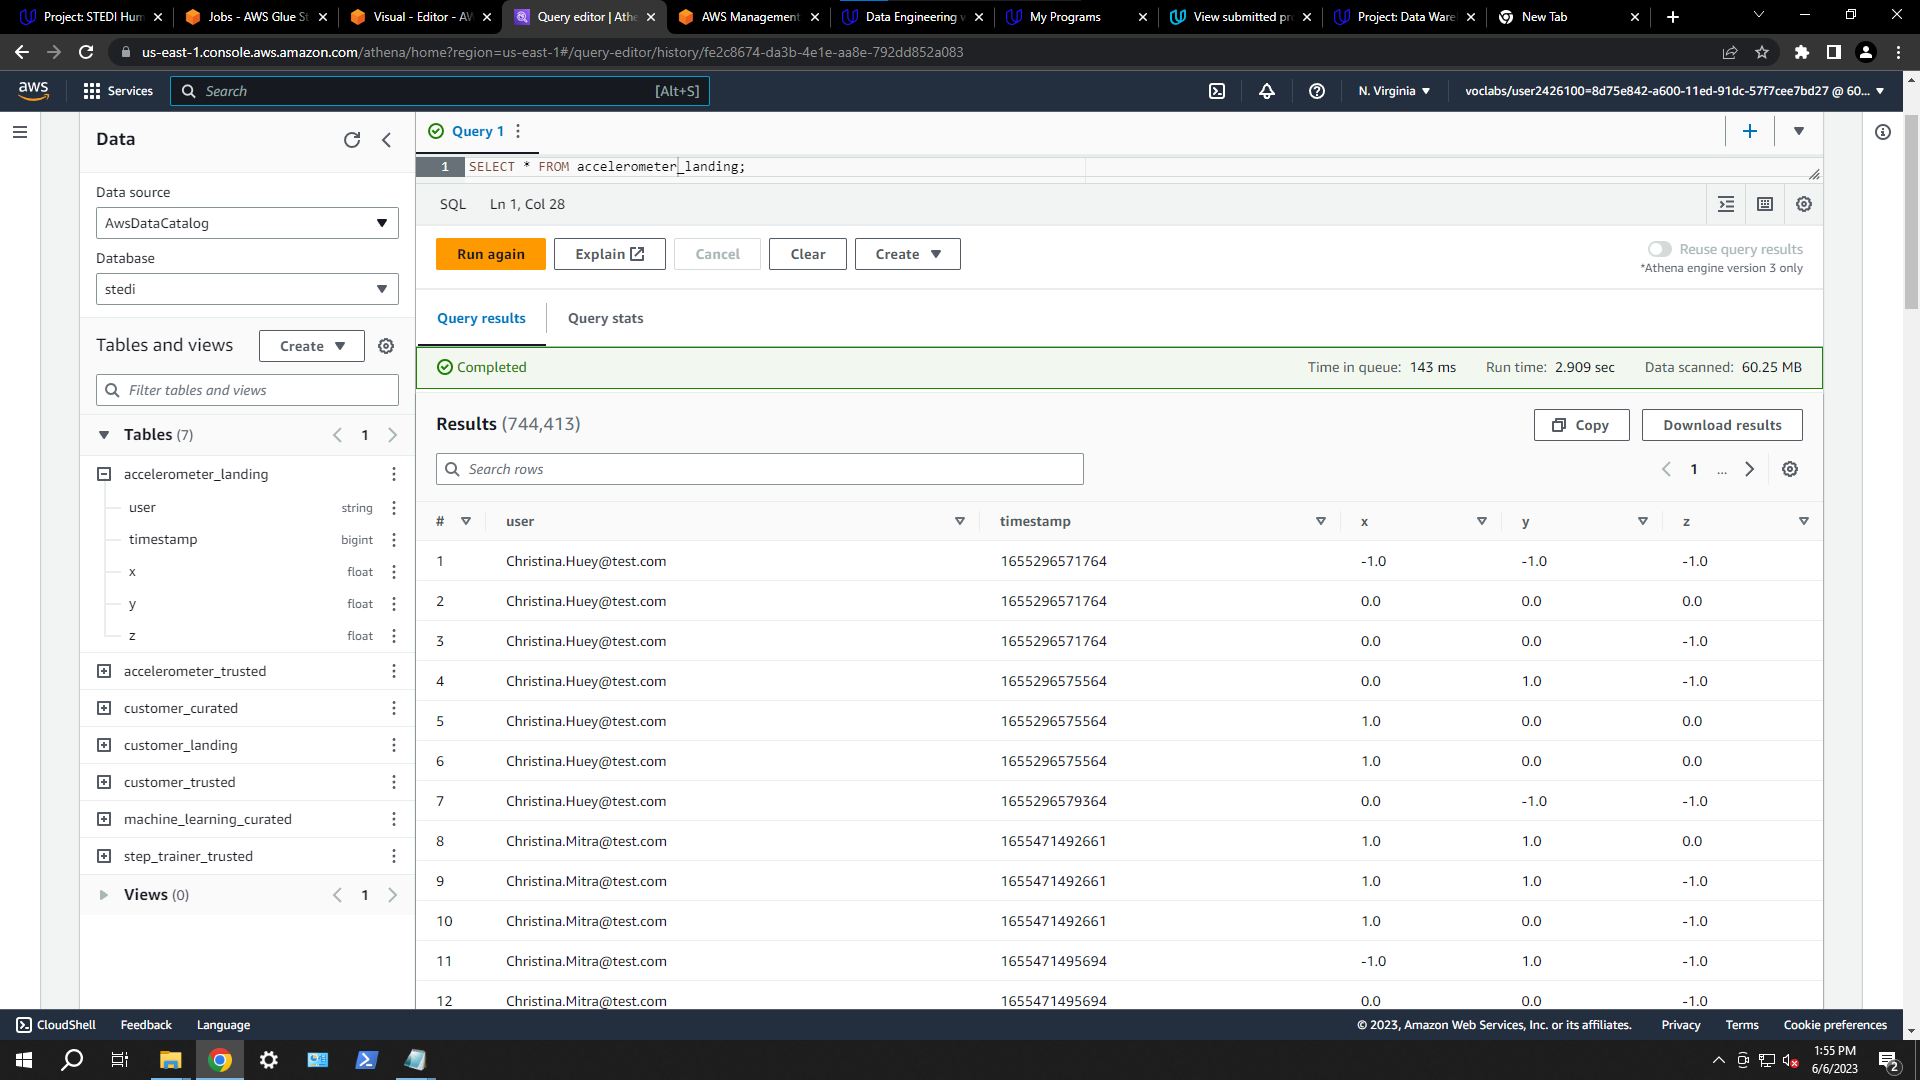 Project: STEDI Hum
Jobs - AWS Glue St
Visual - Editor - AW
Query editor | Athe
AWS Management
Data Engineering w
My Programs
View submitted pro
Project: Data Ware
New Tab
us-east-1.console.aws.amazon.com/athena/home?region=us-east-1#/query-editor/history/fe2c8674-da3b-4e1e-aa8e-792dd852a083
aws
Services
Search
[Alt+S]
N. Virginia
voclabs/user2426100=8d75e842-a600-11ed-91dc-57f7cee7bd27 @ 60...
Data
Data source
AwsDataCatalog
Database
stedi
Tables and views
Create
Filter tables and views
Tables (7)
1
accelerometer_landing
user string
timestamp bigint
x float
y float
z float
accelerometer_trusted
customer_curated
customer_landing
customer_trusted
machine_learning_curated
step_trainer_trusted
Views (0)
1
Query 1
1 SELECT * FROM accelerometer_landing;
SQL Ln 1, Col 28
Run again
Explain
Cancel
Clear
Create
Reuse query results
*Athena engine version 3 only
Query results
Query stats
Completed
Time in queue: 143 ms
Run time: 2.909 sec
Data scanned: 60.25 MB
Results (744,413)
Copy
Download results
Search rows
1 ...
# user timestamp x y z
1 Christina.Huey@test.com 1655296571764 -1.0 -1.0 -1.0
2 Christina.Huey@test.com 1655296571764 0.0 0.0 0.0
3 Christina.Huey@test.com 1655296571764 0.0 0.0 -1.0
4 Christina.Huey@test.com 1655296575564 0.0 1.0 -1.0
5 Christina.Huey@test.com 1655296575564 1.0 0.0 0.0
6 Christina.Huey@test.com 1655296575564 1.0 0.0 0.0
7 Christina.Huey@test.com 1655296579364 0.0 -1.0 -1.0
8 Christina.Mitra@test.com 1655471492661 1.0 1.0 0.0
9 Christina.Mitra@test.com 1655471492661 1.0 1.0 -1.0
10 Christina.Mitra@test.com 1655471492661 1.0 0.0 -1.0
11 Christina.Mitra@test.com 1655471495694 -1.0 1.0 -1.0
12 Christina.Mitra@test.com 1655471495694 0.0 0.0 -1.0
CloudShell
Feedback
Language
© 2023, Amazon Web Services, Inc. or its affiliates.
Privacy
Terms
Cookie preferences
1:55 PM
6/6/2023
2